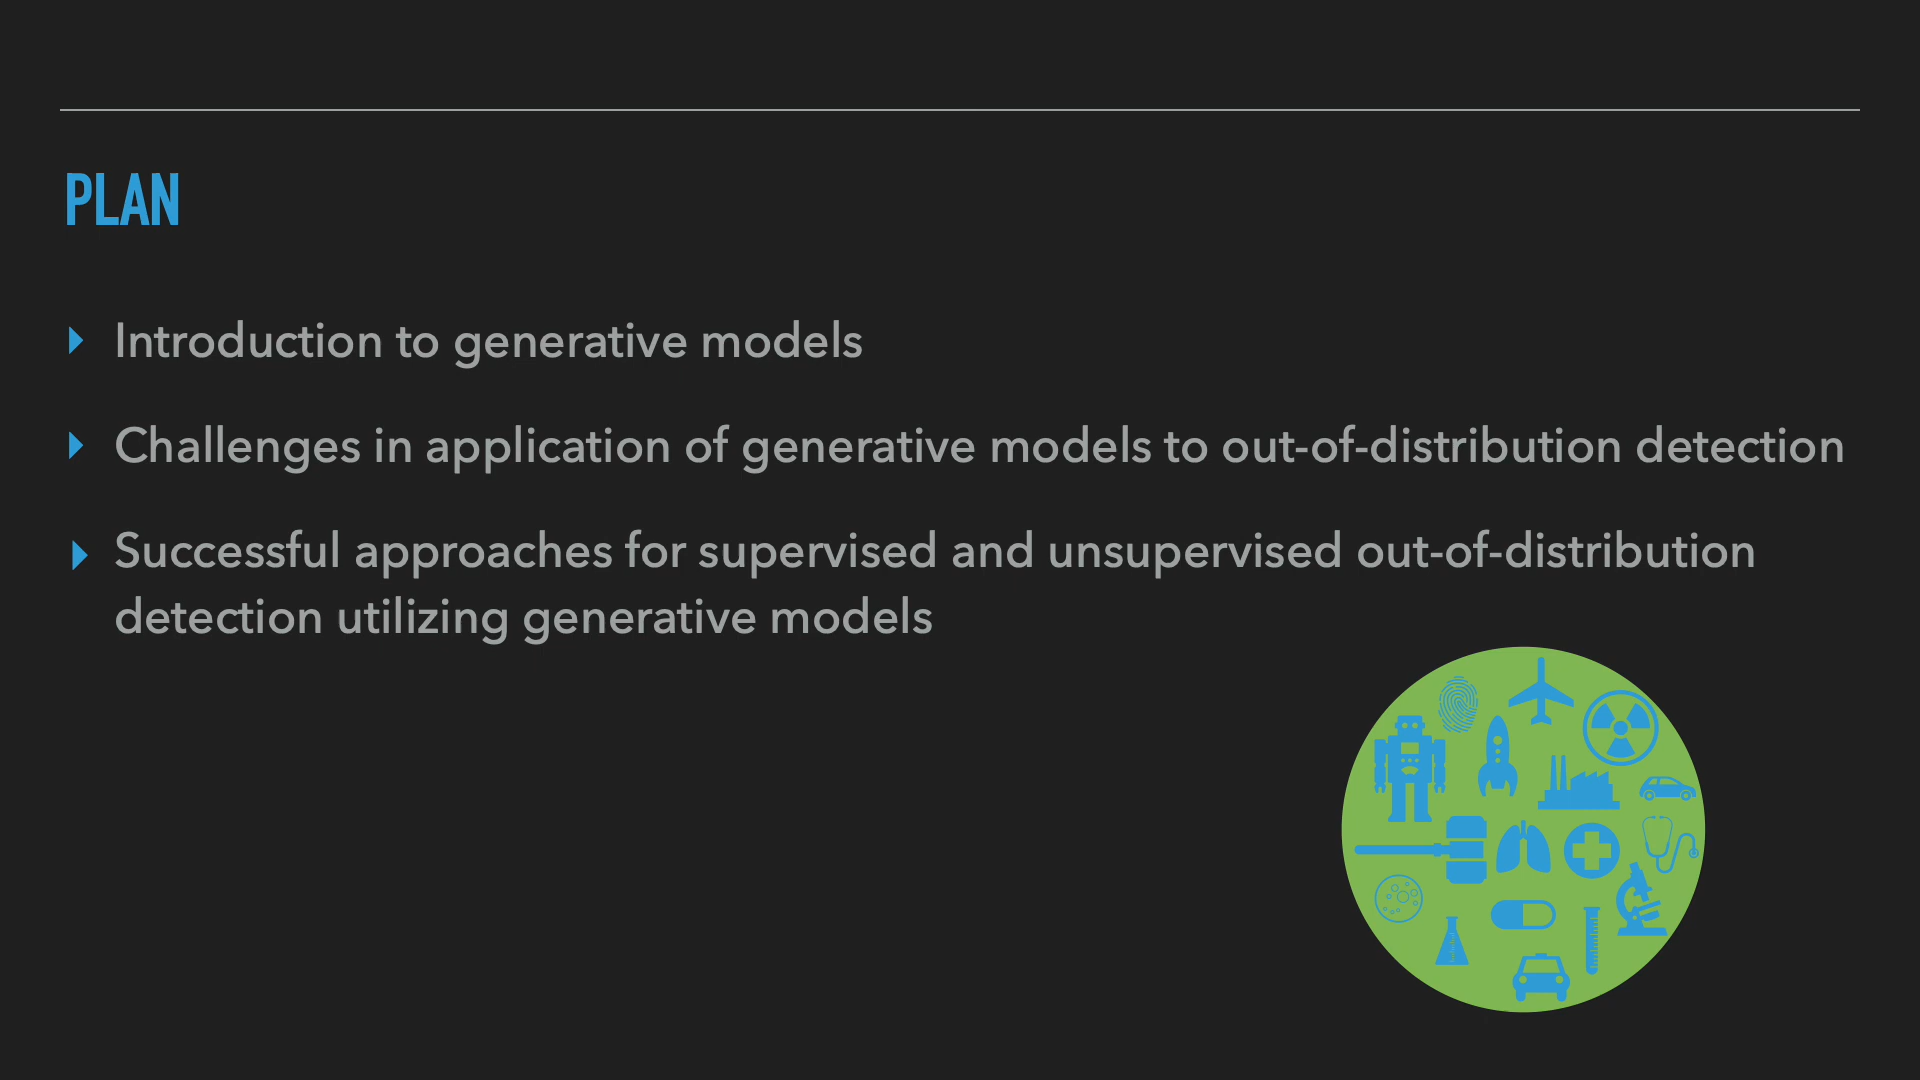 PLAN
Introduction to generative models
Challenges in application of generative models to out-of-distribution detection
Successful approaches for supervised and unsupervised out-of-distribution
detection utilizing generative models